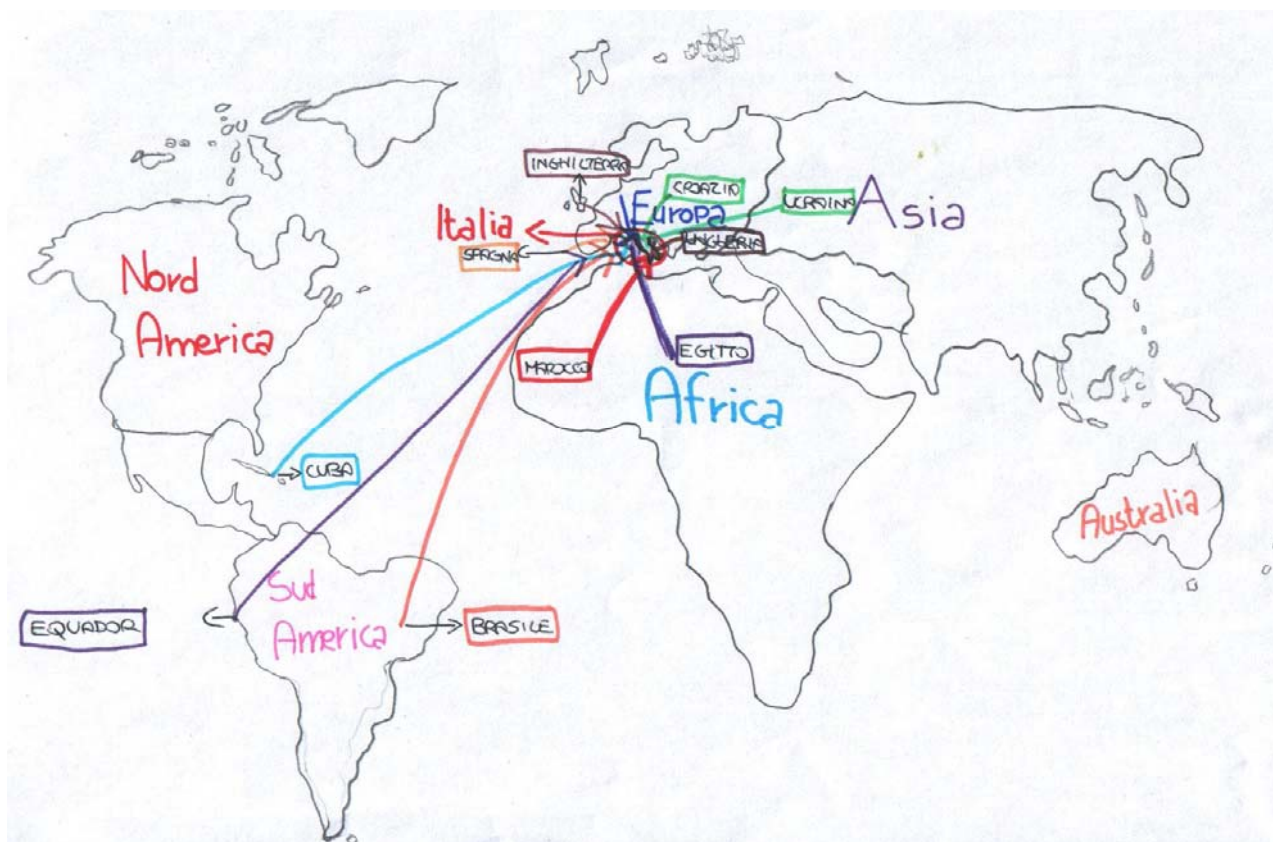 INGHILTERRA
CROAZIA
UCRAINA
Asia
Europa
Italia
SPAGNA
UNGHERIA
Nord
America
MAROCCO
EGITTO
Africa
CUBA
Australia
Sud
America
EQUADOR
BRASILE